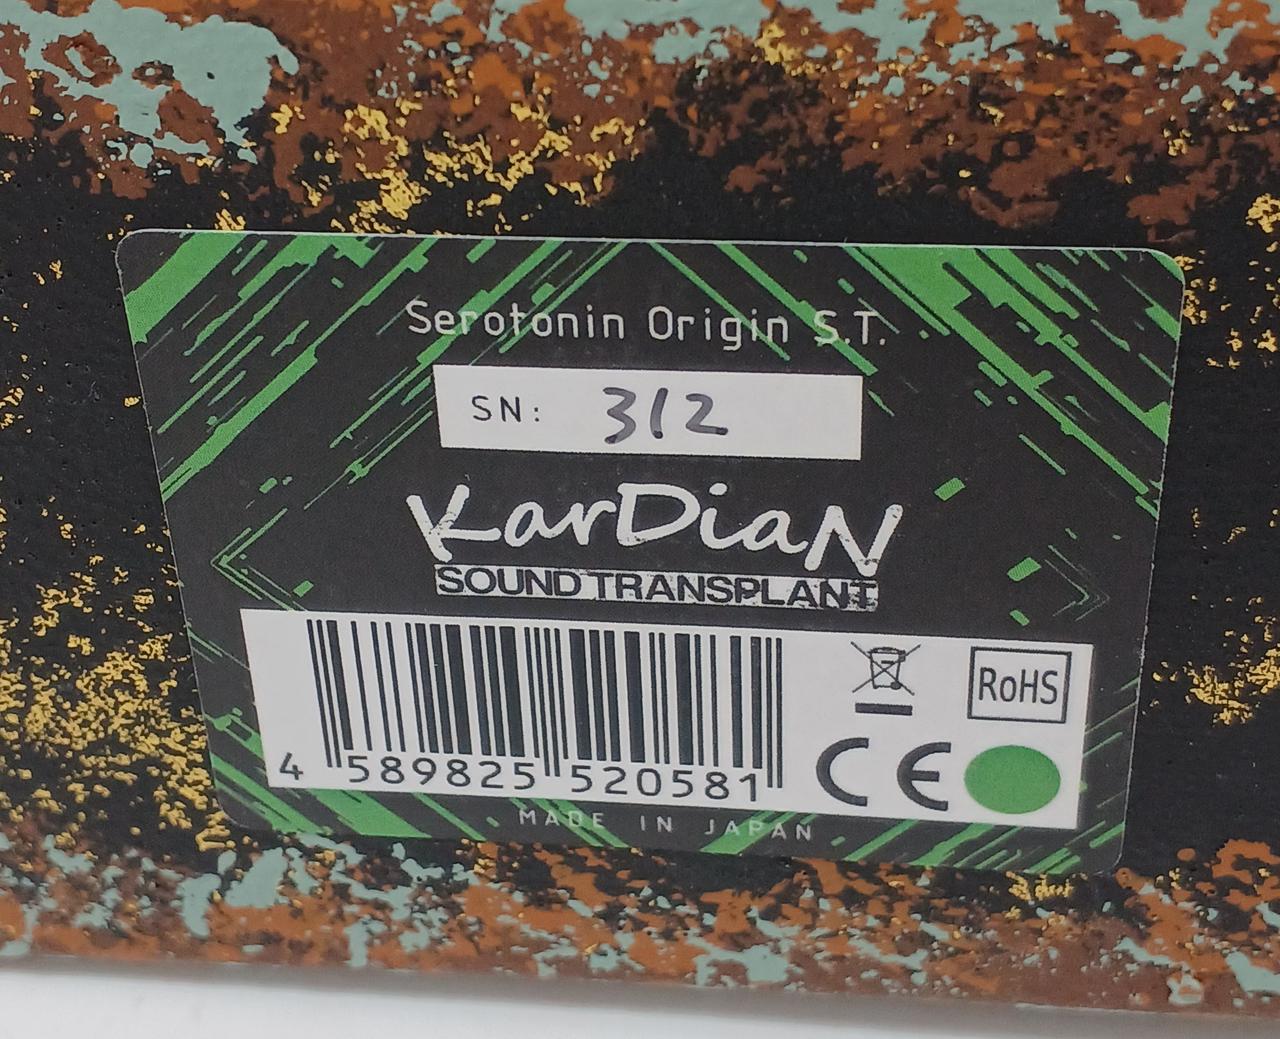 Serotonin Origin S.T.
SN: 312
KarDiaN
SOUND TRANSPLANT
RoHS
CE
4 589825 520581
MADE IN JAPAN